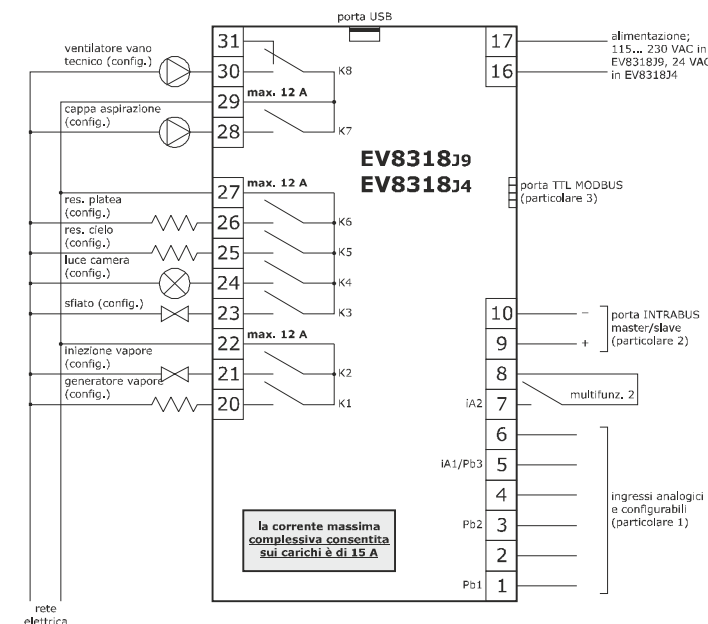 porta USB
31
ventilatore vano
tecnico (config.)
30
K8
max. 12 A
29
cappa aspirazione
(config.)
28
K7
17
alimentazione;
115... 230 VAC in
EV8318J9, 24 VAC
in EV8318J4
16
EV8318J9
EV8318J4
porta TTL MODBUS
(particolare 3)
max. 12 A
27
res. platea
(config.)
26
K6
res. cielo
(config.)
25
K5
luce camera
(config.)
24
K4
sfiato (config.)
23
K3
max. 12 A
22
iniezione vapore
(config.)
21
K2
generatore vapore
(config.)
20
K1
10
–
porta INTRABUS
master/slave
(particolare 2)
9
+
8
multifunz. 2
iA2
7
6
iA1/Pb3
5
4
ingressi analogici
e configurabili
(particolare 1)
Pb2
3
2
Pb1
1
la corrente massima
complessiva consentita
sui carichi è di 15 A
rete
elettrica